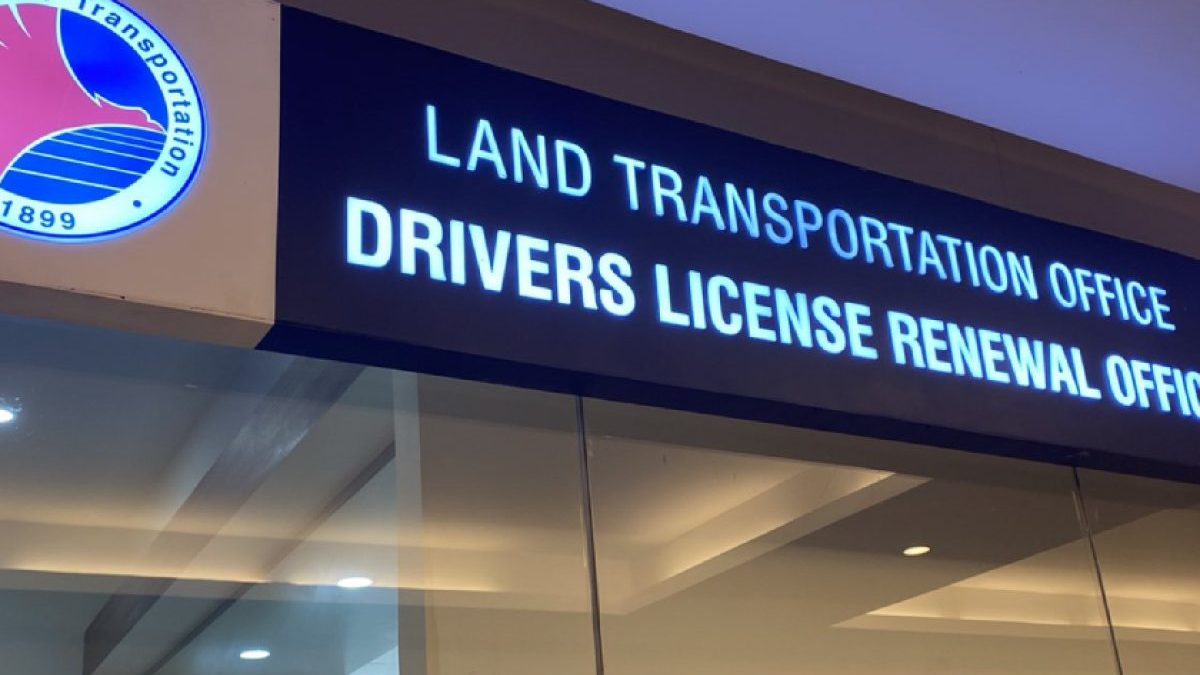 Transportation
1899
LAND TRANSPORTATION OFFICE
DRIVERS LICENSE RENEWAL OFFIC